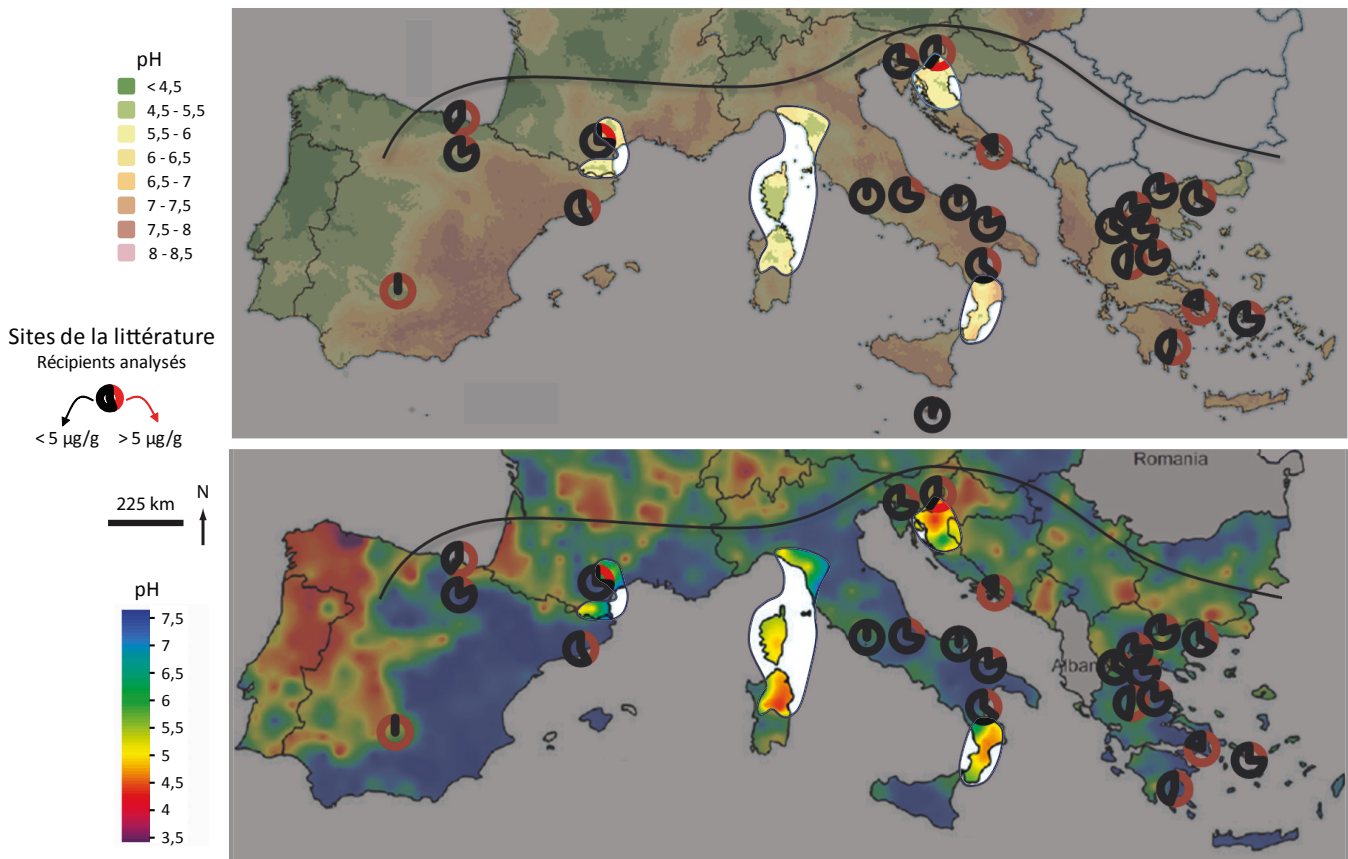 pH
< 4,5
4,5 - 5,5
5,5 - 6
6 - 6,5
6,5 - 7
7 - 7,5
7,5 - 8
8 - 8,5
Sites de la littérature
Récipients analysés
< 5 µg/g > 5 µg/g
225 km N
pH
7,5
7
6,5
6
5,5
5
4,5
4
3,5
Romania